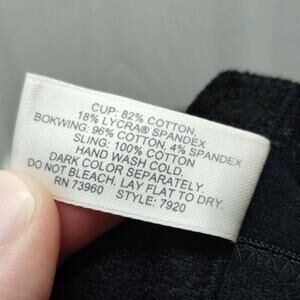 CUP: 82% COTTON,
18% LYCRA® SPANDEX
BOKWING: 96% COTTON, 4% SPANDEX
SLING: 100% COTTON
HAND WASH COLD.
DARK COLOR SEPARATELY.
DO NOT BLEACH. LAY FLAT TO DRY.
RN 73960 STYLE: 7920